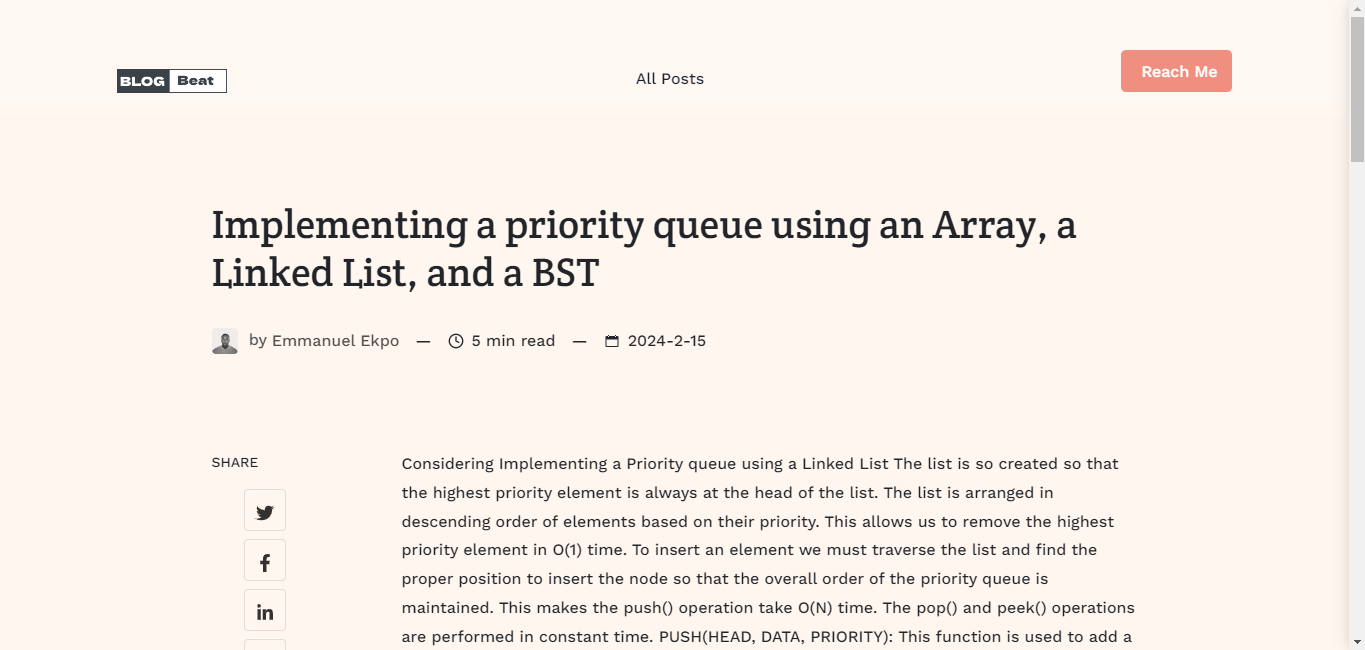 BLOG Beat
All Posts
Reach Me
Implementing a priority queue using an Array, a
Linked List, and a BST
by Emmanuel Ekpo — 5 min read — 2024-2-15
SHARE
Considering Implementing a Priority queue using a Linked List The list is so created so that
the highest priority element is always at the head of the list. The list is arranged in
descending order of elements based on their priority. This allows us to remove the highest
priority element in O(1) time. To insert an element we must traverse the list and find the
proper position to insert the node so that the overall order of the priority queue is
maintained. This makes the push() operation take O(N) time. The pop() and peek() operations
are performed in constant time. PUSH(HEAD, DATA, PRIORITY): This function is used to add a